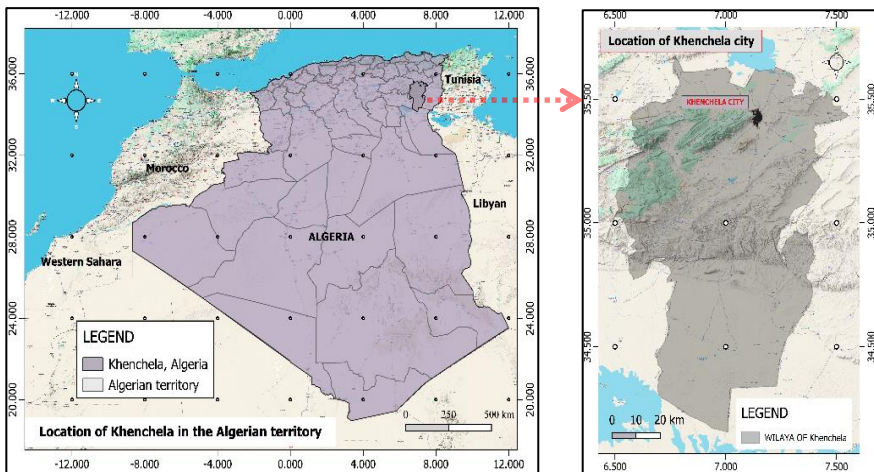 -12.000 -8.000 -4.000 0.000 4.000 8.000 12.000
36.000
32.000
28.000
24.000
20.000
36.000
32.000
28.000
24.000
20.000
Tunisia
Morocco
Libyan
ALGERIA
Western Sahara
LEGEND
Khenchela, Algeria
Algerian territory
0 250 500 km
Location of Khenchela in the Algerian territory
-12.000 -8.000 -4.000 0.000 4.000 8.000 12.000
6.500 7.000 7.500
Location of Khenchela city
35.500
35.000
34.500
35.500
35.000
34.500
KHENCHELA CITY
0 10 20 km
LEGEND
WILAYA OF Khenchela
6.500 7.000 7.500